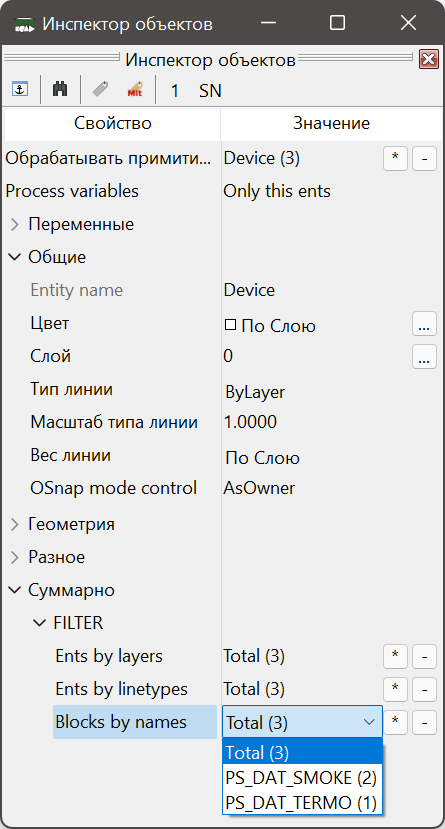 Инспектор объектов
Инспектор объектов
Mlt 1 SN
Свойство Значение
Обрабатывать примити... Device (3) * -
Process variables Only this ents
Переменные
Общие
Entity name Device
Цвет По Слою ...
Слой 0 ...
Тип линии ByLayer
Масштаб типа линии 1.0000
Вес линии По Слою
OSnap mode control AsOwner
Геометрия
Разное
Суммарно
FILTER
Ents by layers Total (3) * -
Ents by linetypes Total (3) * -
Blocks by names Total (3) * -
Total (3)
PS_DAT_SMOKE (2)
PS_DAT_TERMO (1)